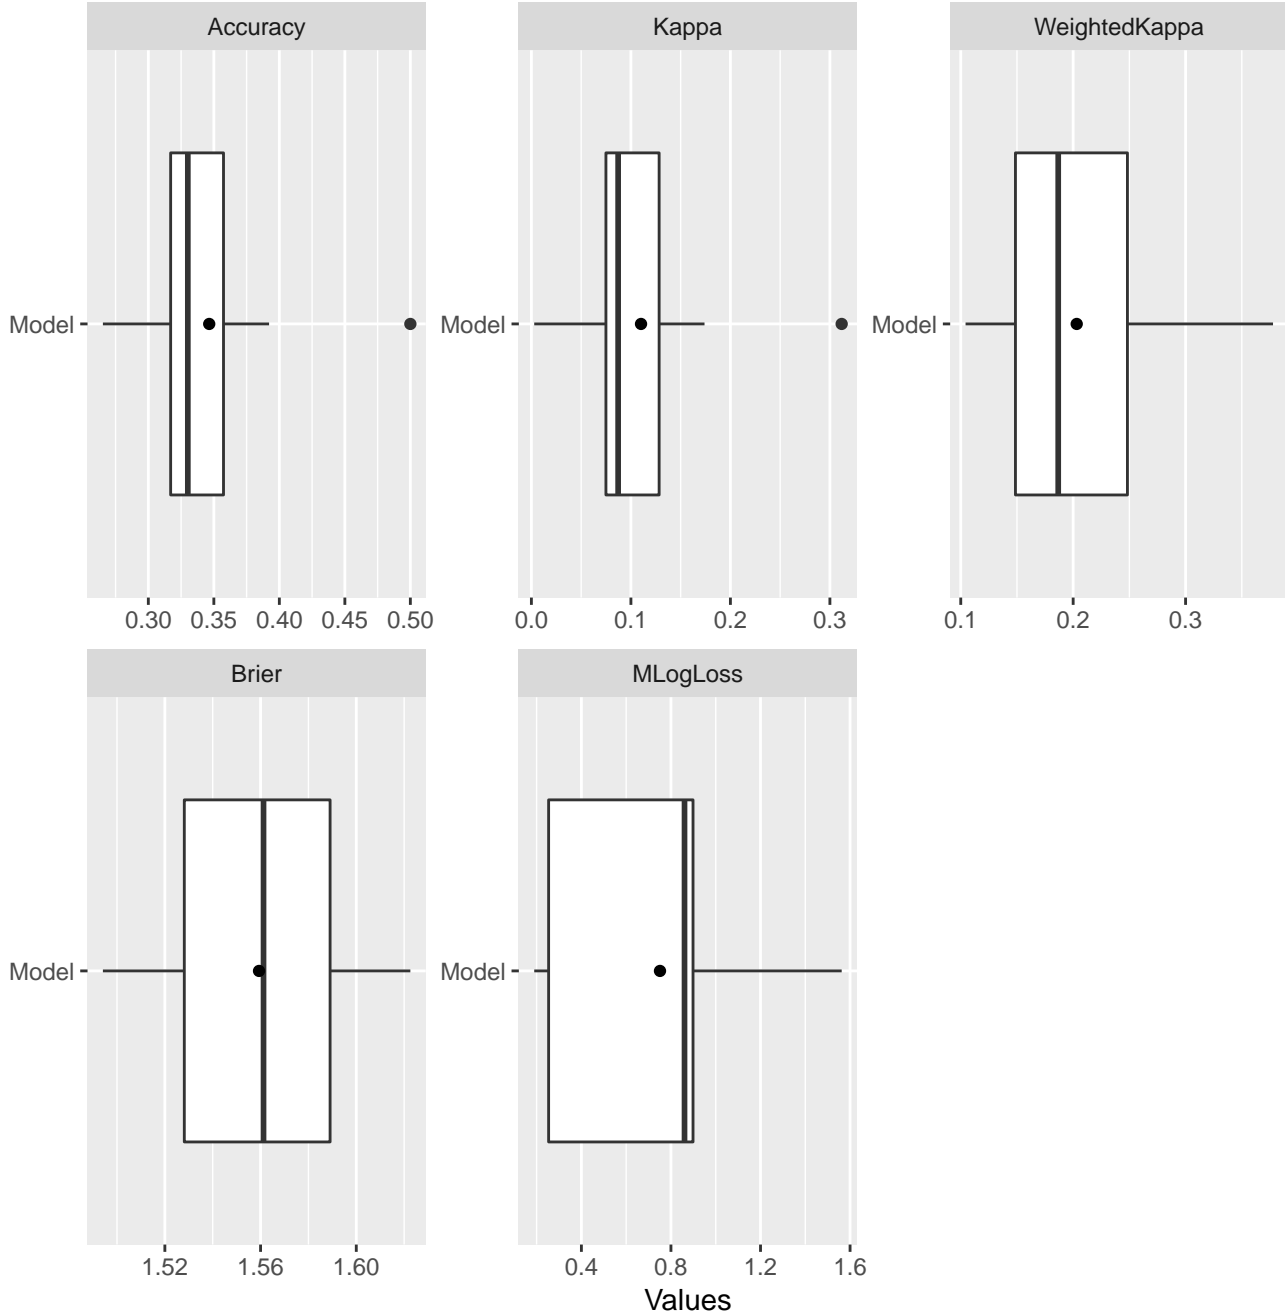 Accuracy Kappa WeightedKappa
Model Model Model
0.30 0.35 0.40 0.45 0.50 0.0 0.1 0.2 0.3 0.1 0.2 0.3
Brier MLogLoss
Model Model
1.52 1.56 1.60 0.4 0.8 1.2 1.6
Values